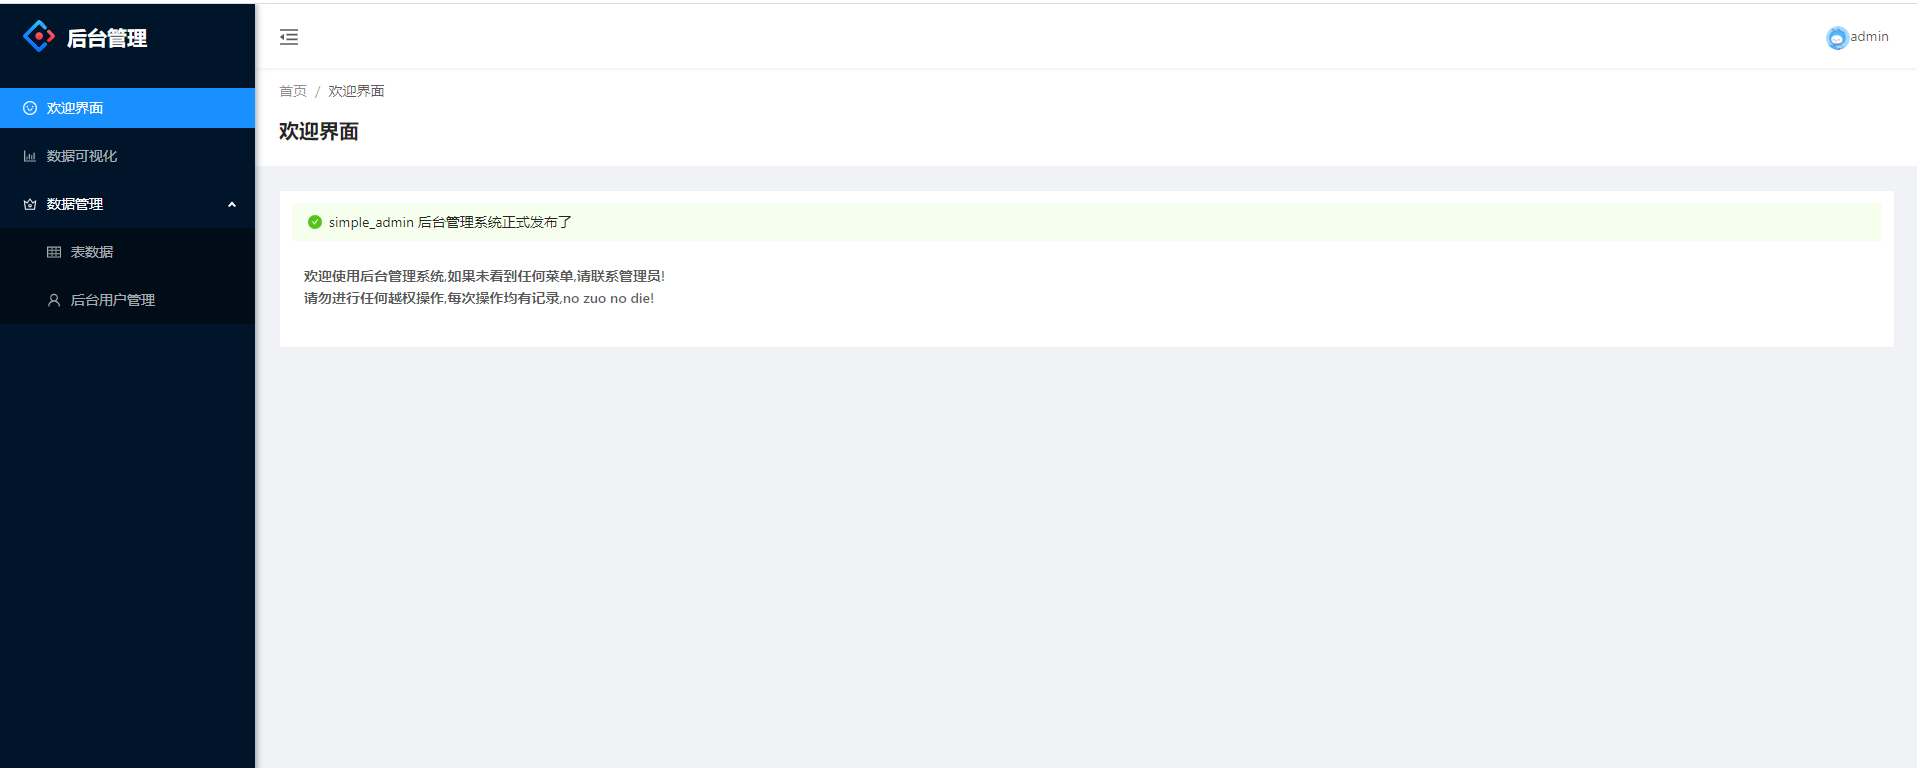 后台管理
欢迎界面
数据可视化
数据管理
表数据
后台用户管理
admin
首页 / 欢迎界面
欢迎界面
simple_admin 后台管理系统正式发布了
欢迎使用后台管理系统,如果未看到任何菜单,请联系管理员!
请勿进行任何越权操作,每次操作均有记录,no zuo no die!